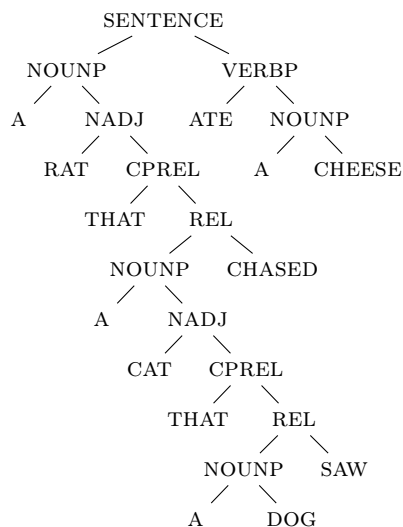 SENTENCE
NOUNP VERBP
A NADJ ATE NOUNP
RAT CPREL A CHEESE
THAT REL
NOUNP CHASED
A NADJ
CAT CPREL
THAT REL
NOUNP SAW
A DOG